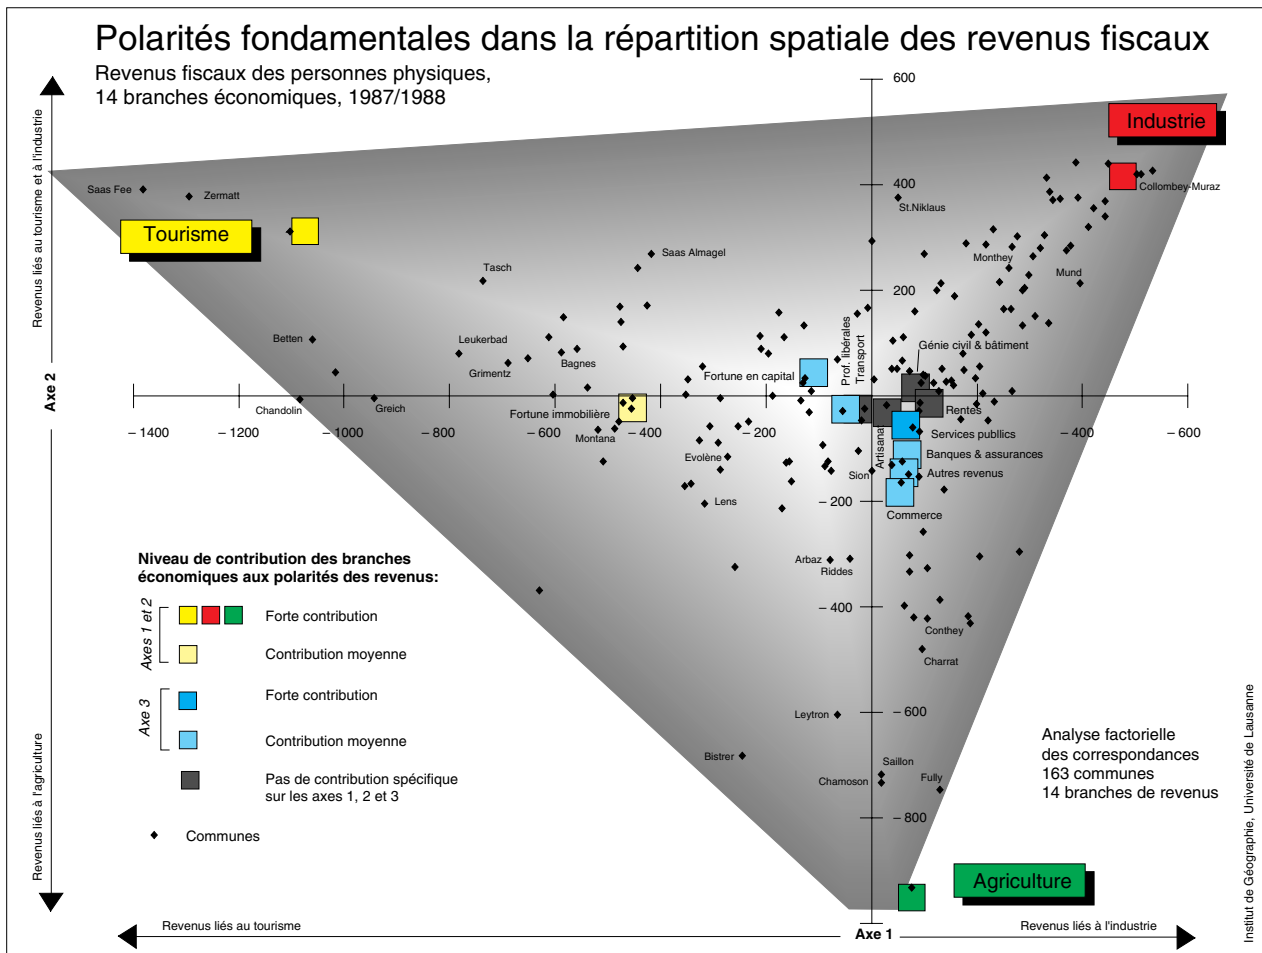 Polarités fondamentales dans la répartition spatiale des revenus fiscaux
Revenus fiscaux des personnes physiques,
14 branches économiques, 1987/1988
600
Industrie
Revenus liés au tourisme et à l'industrie
Saas Fee
Zermatt
400
Collombey-Muraz
St.Niklaus
Tourisme
Saas Almagel
Monthey
Tasch
Mund
200
Betten
Leukerbad
Grimentz
Bagnes
Prof. libérales
Transport
Génie civil & bâtiment
Fortune en capital
Axe 2
Chandolin
Greich
Fortune immobilière
Rentes
– 1400
– 1200
– 1000
– 800
– 600
– 400
– 200
– 200
– 400
– 600
Montana
Artisanat
Services publlics
Evolène
Banques & assurances
Sion
Autres revenus
Lens
– 200
Commerce
Arbaz
Riddes
Niveau de contribution des branches
économiques aux polarités des revenus:
Axes 1 et 2
Forte contribution
Contribution moyenne
Axe 3
Forte contribution
Contribution moyenne
Pas de contribution spécifique
sur les axes 1, 2 et 3
Communes
– 400
Conthey
Charrat
– 600
Leytron
Bistrer
Saillon
Chamoson
Fully
– 800
Analyse factorielle
des correspondances
163 communes
14 branches de revenus
Revenus liés à l'agriculture
Agriculture
Revenus liés au tourisme
Axe 1
Revenus liés à l'industrie
Institut de Géographie, Université de Lausanne